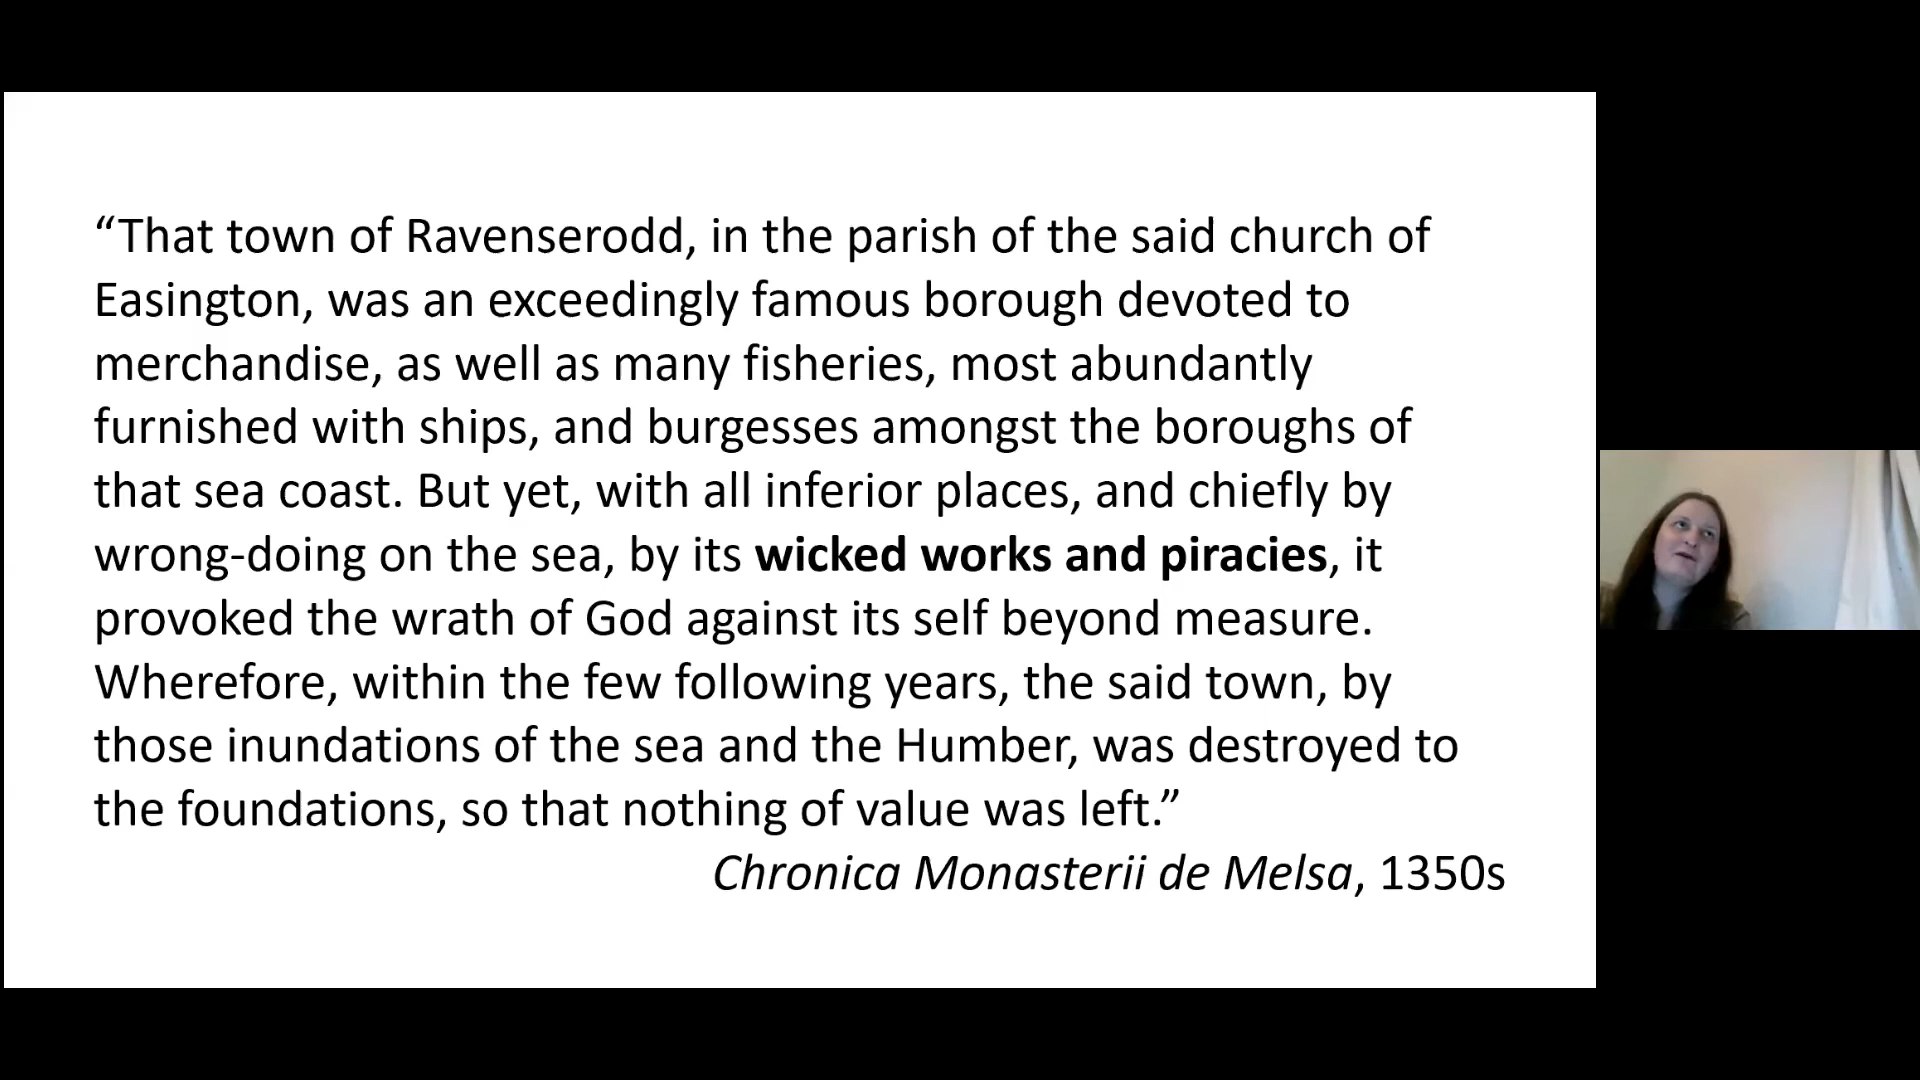 “That town of Ravenserodd, in the parish of the said church of
Easington, was an exceedingly famous borough devoted to
merchandise, as well as many fisheries, most abundantly
furnished with ships, and burgesses amongst the boroughs of
that sea coast. But yet, with all inferior places, and chiefly by
wrong-doing on the sea, by its wicked works and piracies, it
provoked the wrath of God against its self beyond measure.
Wherefore, within the few following years, the said town, by
those inundations of the sea and the Humber, was destroyed to
the foundations, so that nothing of value was left.”
Chronica Monasterii de Melsa, 1350s